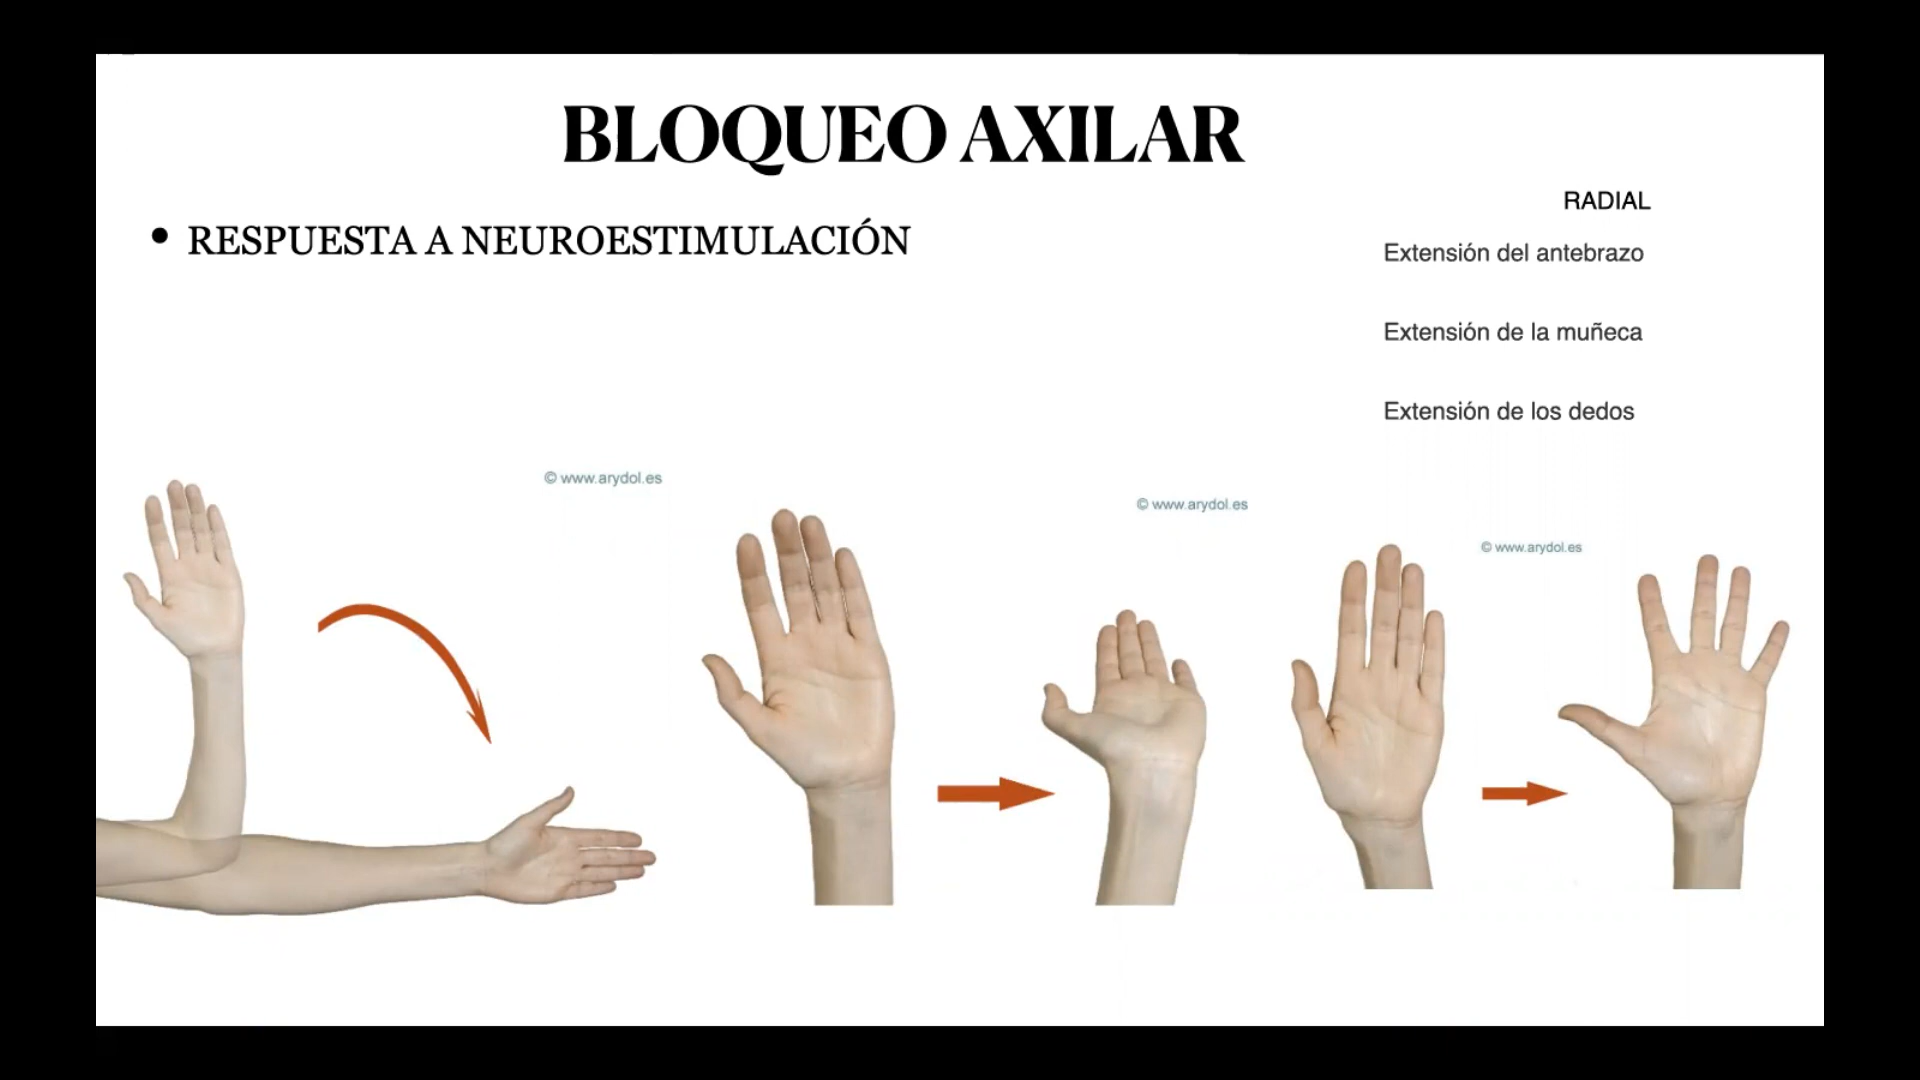 BLOQUEO AXILAR
• RESPUESTA A NEUROESTIMULACIÓN
RADIAL
Extensión del antebrazo
Extensión de la muñeca
Extensión de los dedos
© www.arydol.es
© www.arydol.es
© www.arydol.es